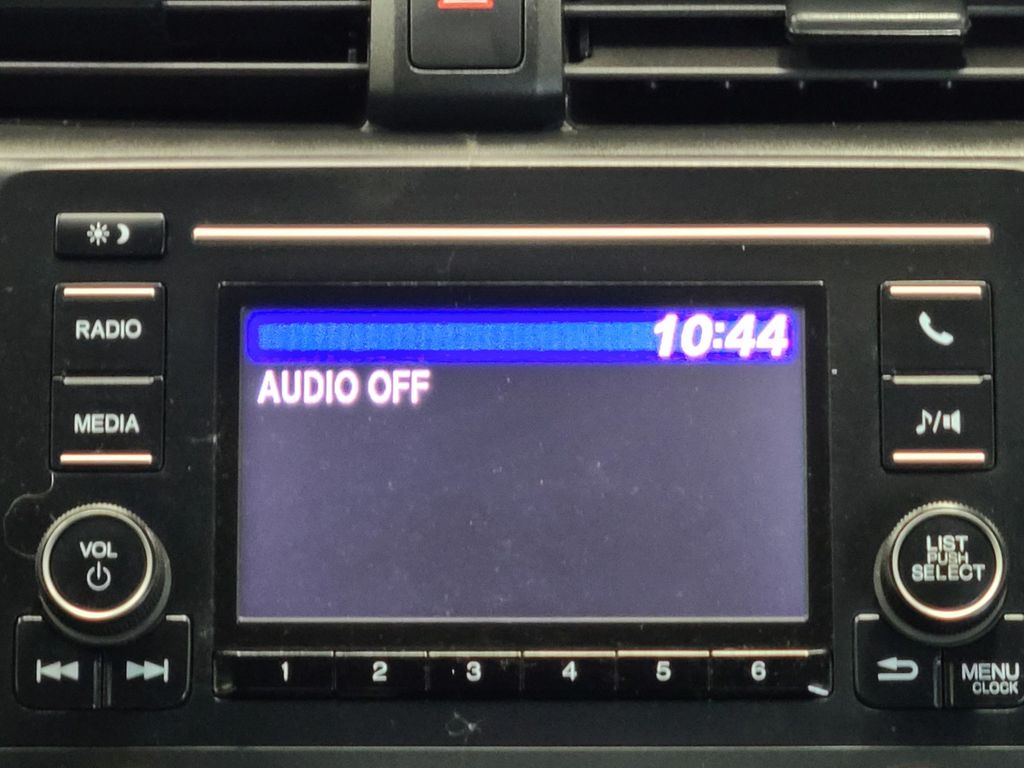 10:44
AUDIO OFF
RADIO
MEDIA
VOL
LIST
PUSH
SELECT
1 2 3 4 5 6
MENU
CLOCK